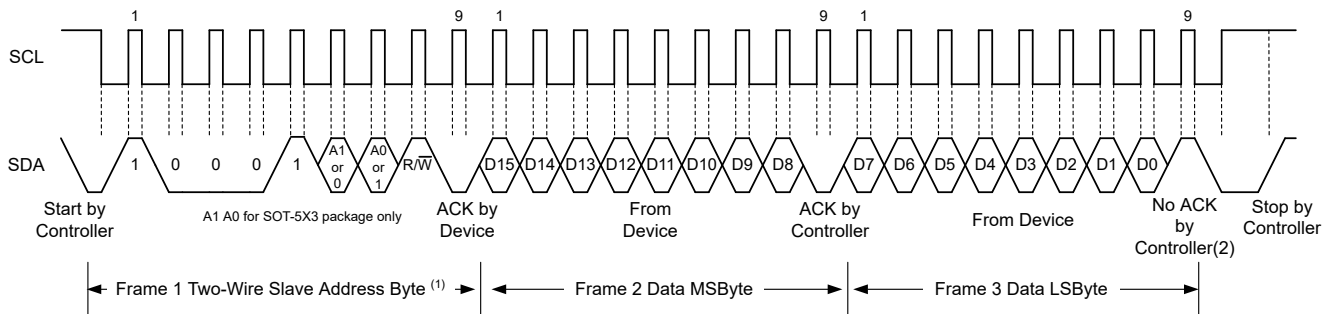 1 9 1 9 1 9
SCL
SDA
1 0 0 0 1 A1 or 0 A0 or 1 R/W D15 D14 D13 D12 D11 D10 D9 D8 D7 D6 D5 D4 D3 D2 D1 D0
Start by
Controller
A1 A0 for SOT-5X3 package only
ACK by
Device
From
Device
ACK by
Controller
From Device
No ACK
by
Controller(2)
Stop by
Controller
Frame 1 Two-Wire Slave Address Byte (1)
Frame 2 Data MSByte
Frame 3 Data LSByte